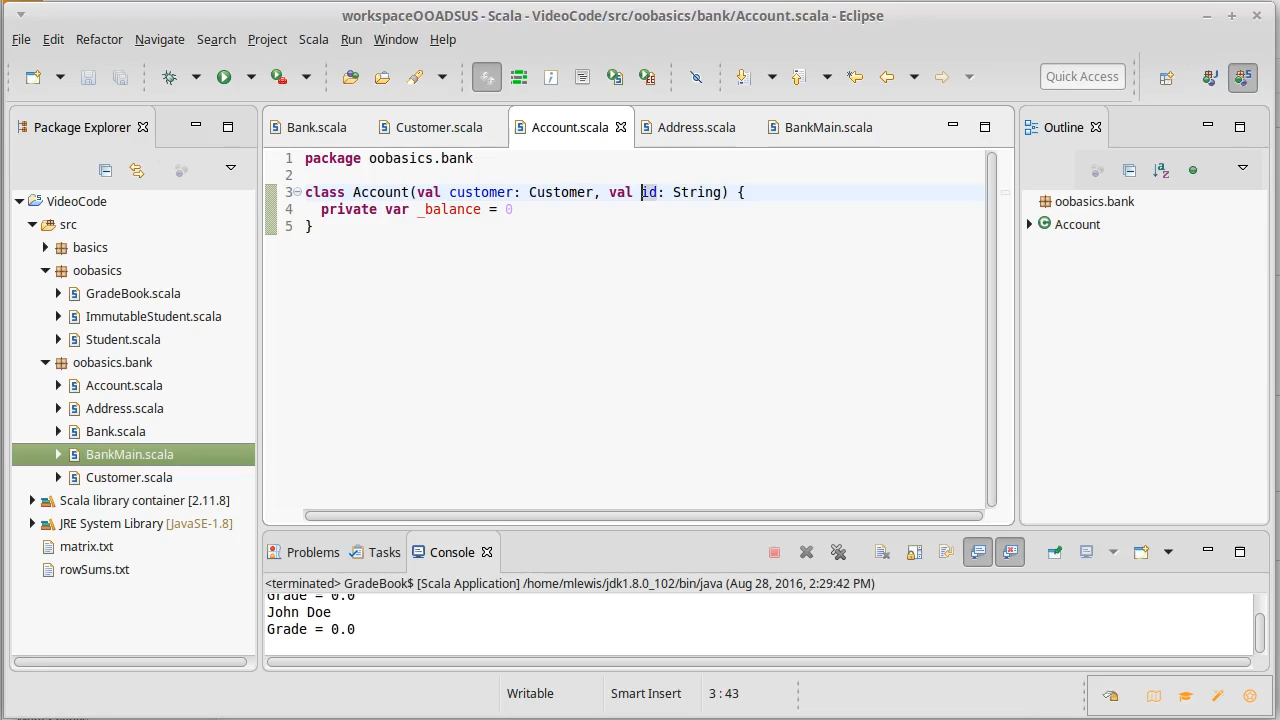 workspaceOOADSUS - Scala - VideoCode/src/oobasics/bank/Account.scala - Eclipse
File Edit Refactor Navigate Search Project Scala Run Window Help
Quick Access
Package Explorer
VideoCode
src
basics
oobasics
GradeBook.scala
ImmutableStudent.scala
Student.scala
oobasics.bank
Account.scala
Address.scala
Bank.scala
BankMain.scala
Customer.scala
Scala library container [2.11.8]
JRE System Library [JavaSE-1.8]
matrix.txt
rowSums.txt
Bank.scala Customer.scala Account.scala Address.scala BankMain.scala
1 package oobasics.bank
2
3 class Account(val customer: Customer, val id: String) {
4 private var _balance = 0
5 }
Outline
oobasics.bank
Account
Problems Tasks Console
<terminated> GradeBook$ [Scala Application] /home/mlewis/jdk1.8.0_102/bin/java (Aug 28, 2016, 2:29:42 PM)
Grade = 0.0
John Doe
Grade = 0.0
Writable Smart Insert 3 : 43